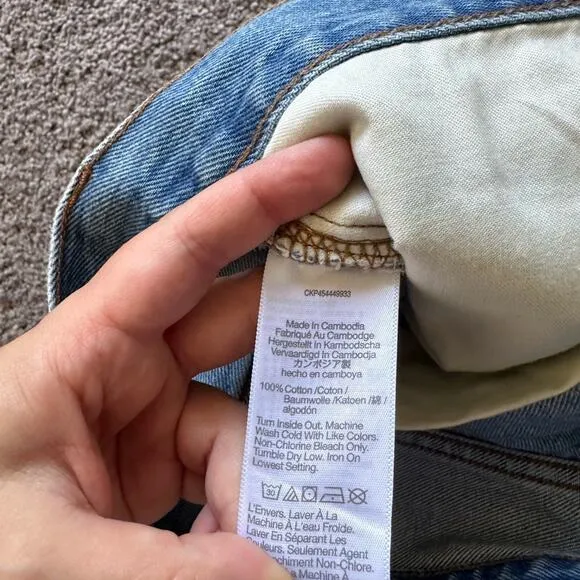 CKP454449933
Made In Cambodia
Fabriqué Au Cambodge
Hergestellt in Kambodscha
Vervaardigd In Cambodja
カンボジア製
hecho en camboya
100% Cotton /Coton/
Baumwolle /Katoen /綿 /
algodón
Turn Inside Out. Machine
Wash Cold With Like Colors.
Non-Chlorine Bleach Only.
Tumble Dry Low. Iron On
Lowest Setting.
30
L'Envers. Laver À La
Machine À L'eau Froide.
Laver En Séparant Les
Seulement Agent
Blanchiment Non-